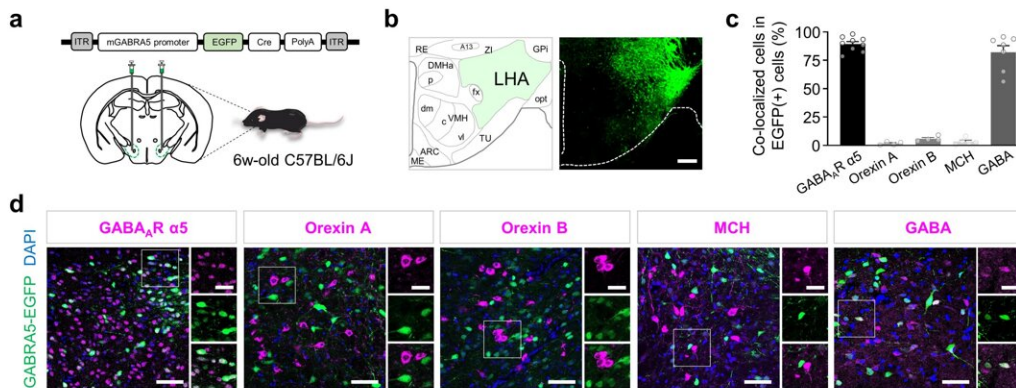 a
ITR mGABRA5 promoter EGFP Cre PolyA ITR
6w-old C57BL/6J
b
RE A13 ZI GPi
DMHa
p
LHA
fx
dm
c VMH
opt
vl
TU
ARC
ME
c
Co-localized cells in
EGFP(+) cells (%)
100
75
50
25
0
GABAAR α5
Orexin A
Orexin B
MCH
GABA
d
GABRA5-EGFP DAPI
GABAAR α5
Orexin A
Orexin B
MCH
GABA